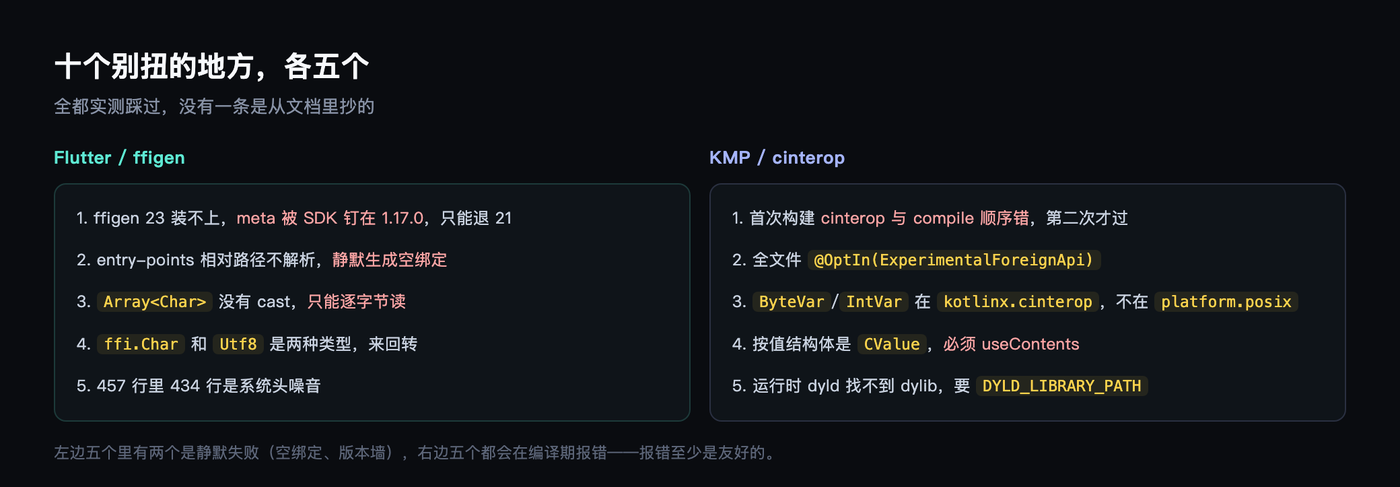 十个别扭的地方，各五个
全都实测踩过，没有一条是从文档里抄的
Flutter / ffigen
1. ffigen 23 装不上，meta 被 SDK 钉在 1.17.0，只能退 21
2. entry-points 相对路径不解析，静默生成空绑定
3. Array<Char> 没有 cast，只能逐字节读
4. ffi.Char 和 Utf8 是两种类型，来回转
5. 457 行里 434 行是系统头噪音
KMP / cinterop
1. 首次构建 cinterop 与 compile 顺序错，第二次才过
2. 全文件 @OptIn(ExperimentalForeignApi)
3. ByteVar/IntVar 在 kotlinx.cinterop，不在 platform.posix
4. 按值结构体是 CValue，必须 useContents
5. 运行时 dyld 找不到 dylib，要 DYLD_LIBRARY_PATH
左边五个里有两个是静默失败（空绑定、版本墙），右边五个都会在编译期报错——报错至少是友好的。